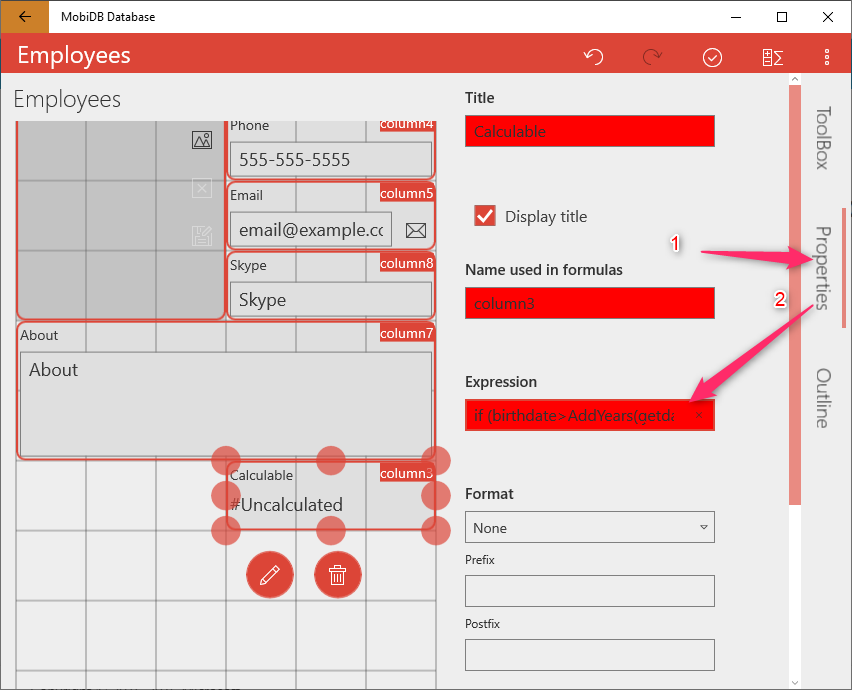 MobiDB Database
Employees
Employees
Phone
column4
555-555-5555
Email
column5
email@example.cc
Skype
column8
Skype
About
column7
About
Calculable
column3
#Uncalculated
Title
Calculable
Display title
Name used in formulas
column3
Expression
if (birthdate>AddYears(getda
Format
None
Prefix
Postfix
1
2
ToolBox
Properties
Outline